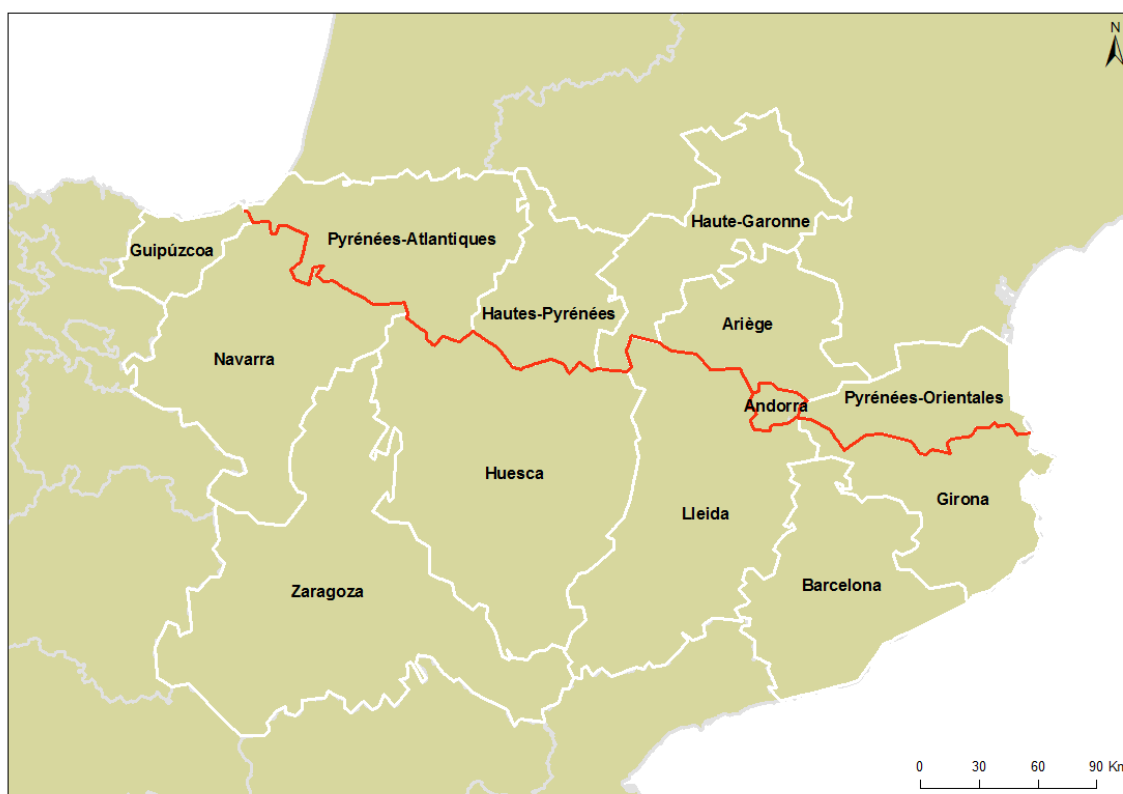 N
Haute-Garonne
Pyrénées-Atlantiques
Guipúzcoa
Hautes-Pyrénées
Ariège
Navarra
Pyrénées-Orientales
Andorra
Huesca
Girona
Lleida
Barcelona
Zaragoza
0 30 60 90 Km